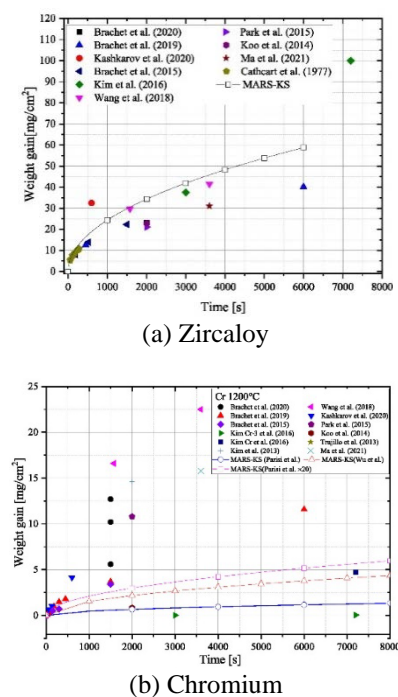 120
110
100
90
80
70
60
50
40
30
20
10
0
Weight gain[mg/cm²]
Brachet et al. (2020)
Brachet et al. (2019)
Kashkarov et al. (2020)
Brachet et al. (2015)
Kim et al. (2016)
Wang et al. (2018)
Park et al. (2015)
Koo et al. (2014)
Ma et al. (2021)
Cathcart et al. (1977)
MARS-KS
0 1000 2000 3000 4000 5000 6000 7000 8000
Time [s]
(a) Zircaloy
25
20
15
10
5
0
Weight gain[mg/cm²]
Cr 1200°C
Brachet et al. (2020)
Brachet et al. (2019)
Brachet et al. (2015)
Kim Cr-3 et al. (2016)
Kim Cr et al. (2016)
Kim et al. (2013)
MARS-KS (Parisi et al.)
MARS-KS(Parisi et al. ×20)
Wang et al. (2018)
Kashkarov et al. (2020)
Park et al. (2015)
Koo et al. (2014)
Trujillo et al. (2013)
Ma et al. (2021)
MARS-KS(Wu et al.)
0 1000 2000 3000 4000 5000 6000 7000 8000
Time [s]
(b) Chromium